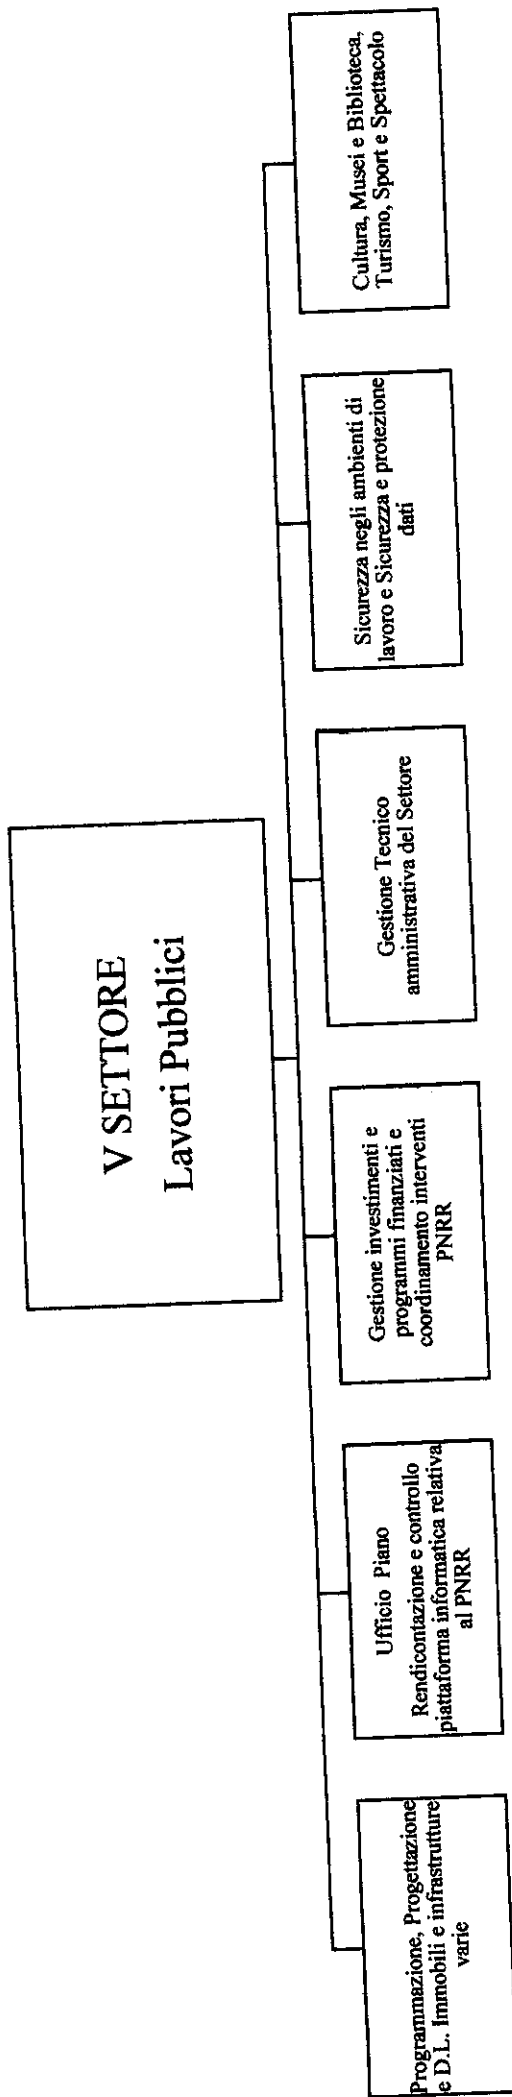 V SETTORE
Lavori Pubblici
Programmazione, Progettazione
e D.L. Immobili e infrastrutture
varie
Ufficio Piano
Rendicontazione e controllo
piattaforma informatica relativa
al PNRR
Gestione investimenti e
programmi finanziati e
coordinamento interventi
PNRR
Gestione Tecnico
amministrativa del Settore
Sicurezza negli ambienti di
lavoro e Sicurezza e protezione
dati
Cultura, Musei e Biblioteca,
Turismo, Sport e Spettacolo